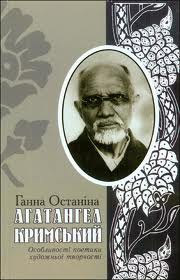 Ганна Останіна
АГАТАНГЕЛ
КРИМСЬКИЙ
Особливості поетики
художньої творчості